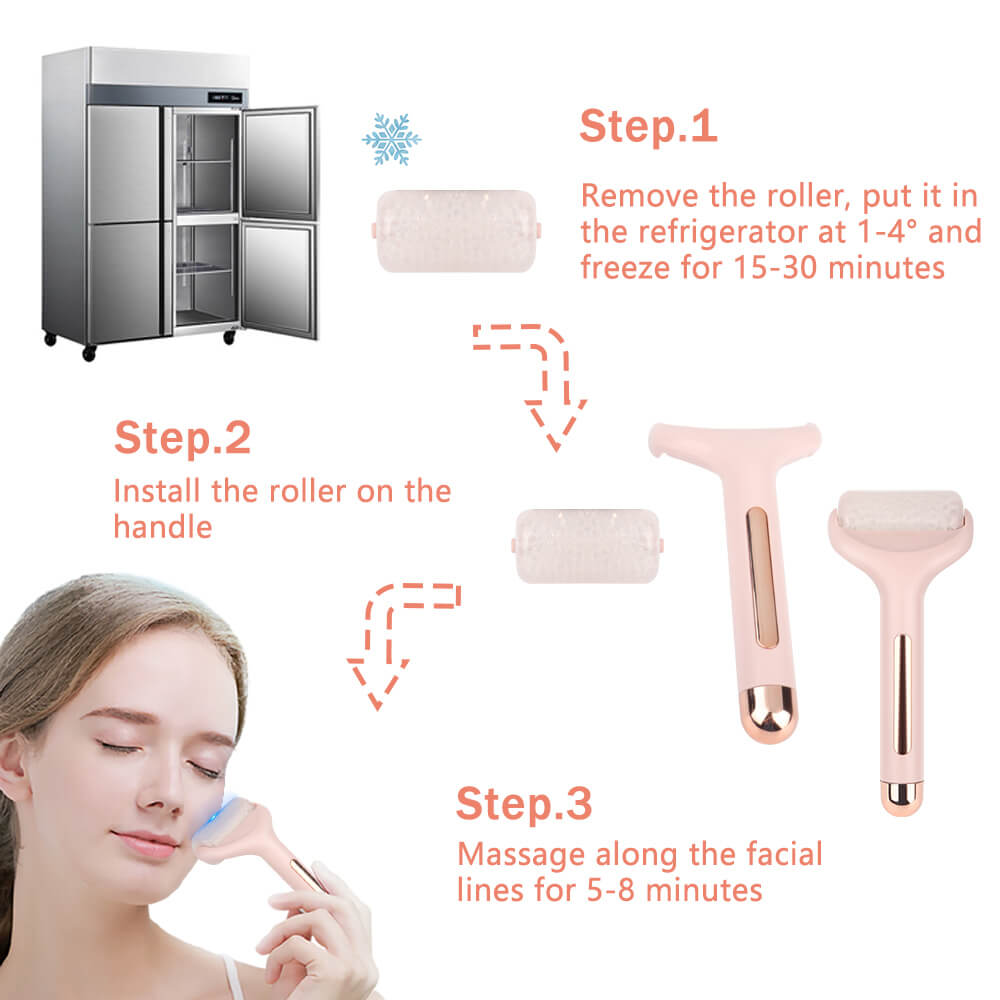 Step.1
Remove the roller, put it in
the refrigerator at 1-4° and
freeze for 15-30 minutes
Step.2
Install the roller on the
handle
Step.3
Massage along the facial
lines for 5-8 minutes